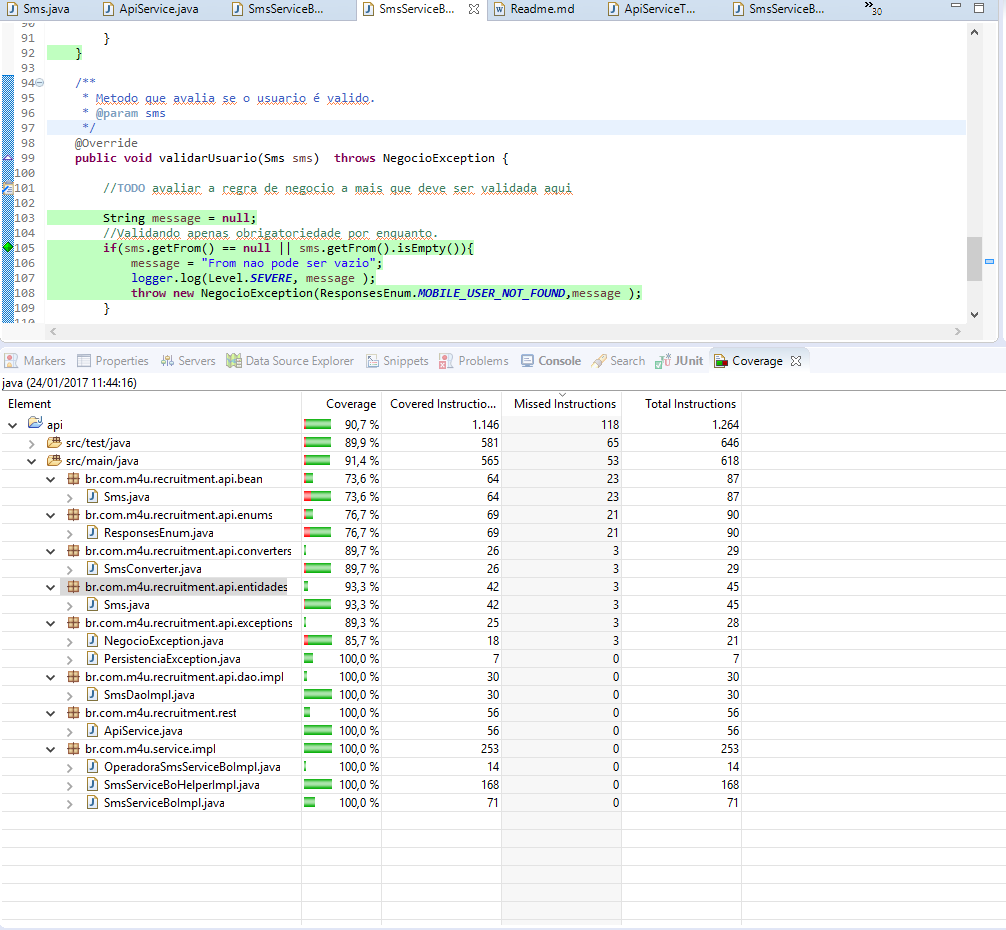 Sms.java ApiService.java SmsServiceB... SmsServiceB... Readme.md ApiServiceT... SmsServiceB... »30
90
91 }
92 }
93
94 /**
95 * Metodo que avalia se o usuario é valido.
96 * @param sms
97 */
98 @Override
99 public void validarUsuario(Sms sms) throws NegocioException {
100
101 //TODO avaliar a regra de negocio a mais que deve ser validada aqui
102
103 String message = null;
104 //Validando apenas obrigatoriedade por enquanto.
105 if(sms.getFrom() == null || sms.getFrom().isEmpty()){
106 message = "From nao pode ser vazio";
107 logger.log(Level.SEVERE, message );
108 throw new NegocioException(ResponsesEnum.MOBILE_USER_NOT_FOUND,message );
109 }
110
Markers Properties Servers Data Source Explorer Snippets Problems Console Search JUnit Coverage
java (24/01/2017 11:44:16)
Element Coverage Covered Instructio... Missed Instructions Total Instructions
api 90,7 % 1.146 118 1.264
src/test/java 89,9 % 581 65 646
src/main/java 91,4 % 565 53 618
br.com.m4u.recruitment.api.bean 73,6 % 64 23 87
Sms.java 73,6 % 64 23 87
br.com.m4u.recruitment.api.enums 76,7 % 69 21 90
ResponsesEnum.java 76,7 % 69 21 90
br.com.m4u.recruitment.api.converters 89,7 % 26 3 29
SmsConverter.java 89,7 % 26 3 29
br.com.m4u.recruitment.api.entidades 93,3 % 42 3 45
Sms.java 93,3 % 42 3 45
br.com.m4u.recruitment.api.exceptions 89,3 % 25 3 28
NegocioException.java 85,7 % 18 3 21
PersistenciaException.java 100,0 % 7 0 7
br.com.m4u.recruitment.api.dao.impl 100,0 % 30 0 30
SmsDaoImpl.java 100,0 % 30 0 30
br.com.m4u.recruitment.rest 100,0 % 56 0 56
ApiService.java 100,0 % 56 0 56
br.com.m4u.service.impl 100,0 % 253 0 253
OperadoraSmsServiceBoImpl.java 100,0 % 14 0 14
SmsServiceBoHelperImpl.java 100,0 % 168 0 168
SmsServiceBoImpl.java 100,0 % 71 0 71